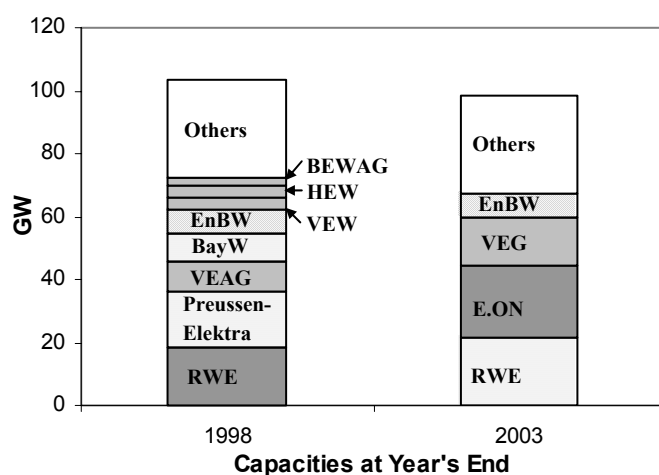 120
100
80
60
40
20
0
GW
Others
BEWAG
HEW
VEW
EnBW
BayW
VEAG
Preussen-
Elektra
RWE
Others
EnBW
VEG
E.ON
RWE
1998
2003
Capacities at Year's End